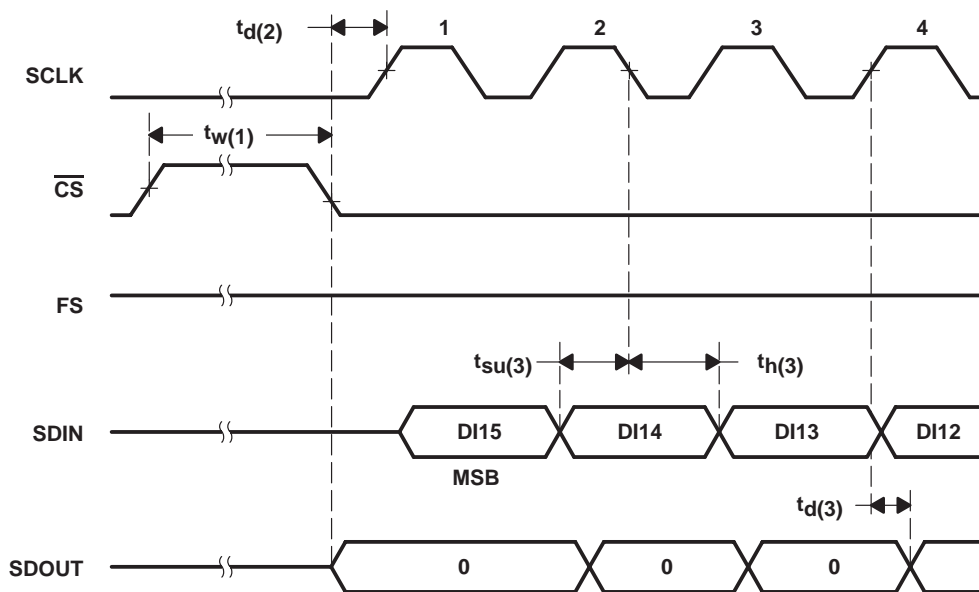 td(2)
1 2 3 4
SCLK
tw(1)
CS
FS
tsu(3) th(3)
SDIN DI15 DI14 DI13 DI12
MSB
td(3)
SDOUT 0 0 0